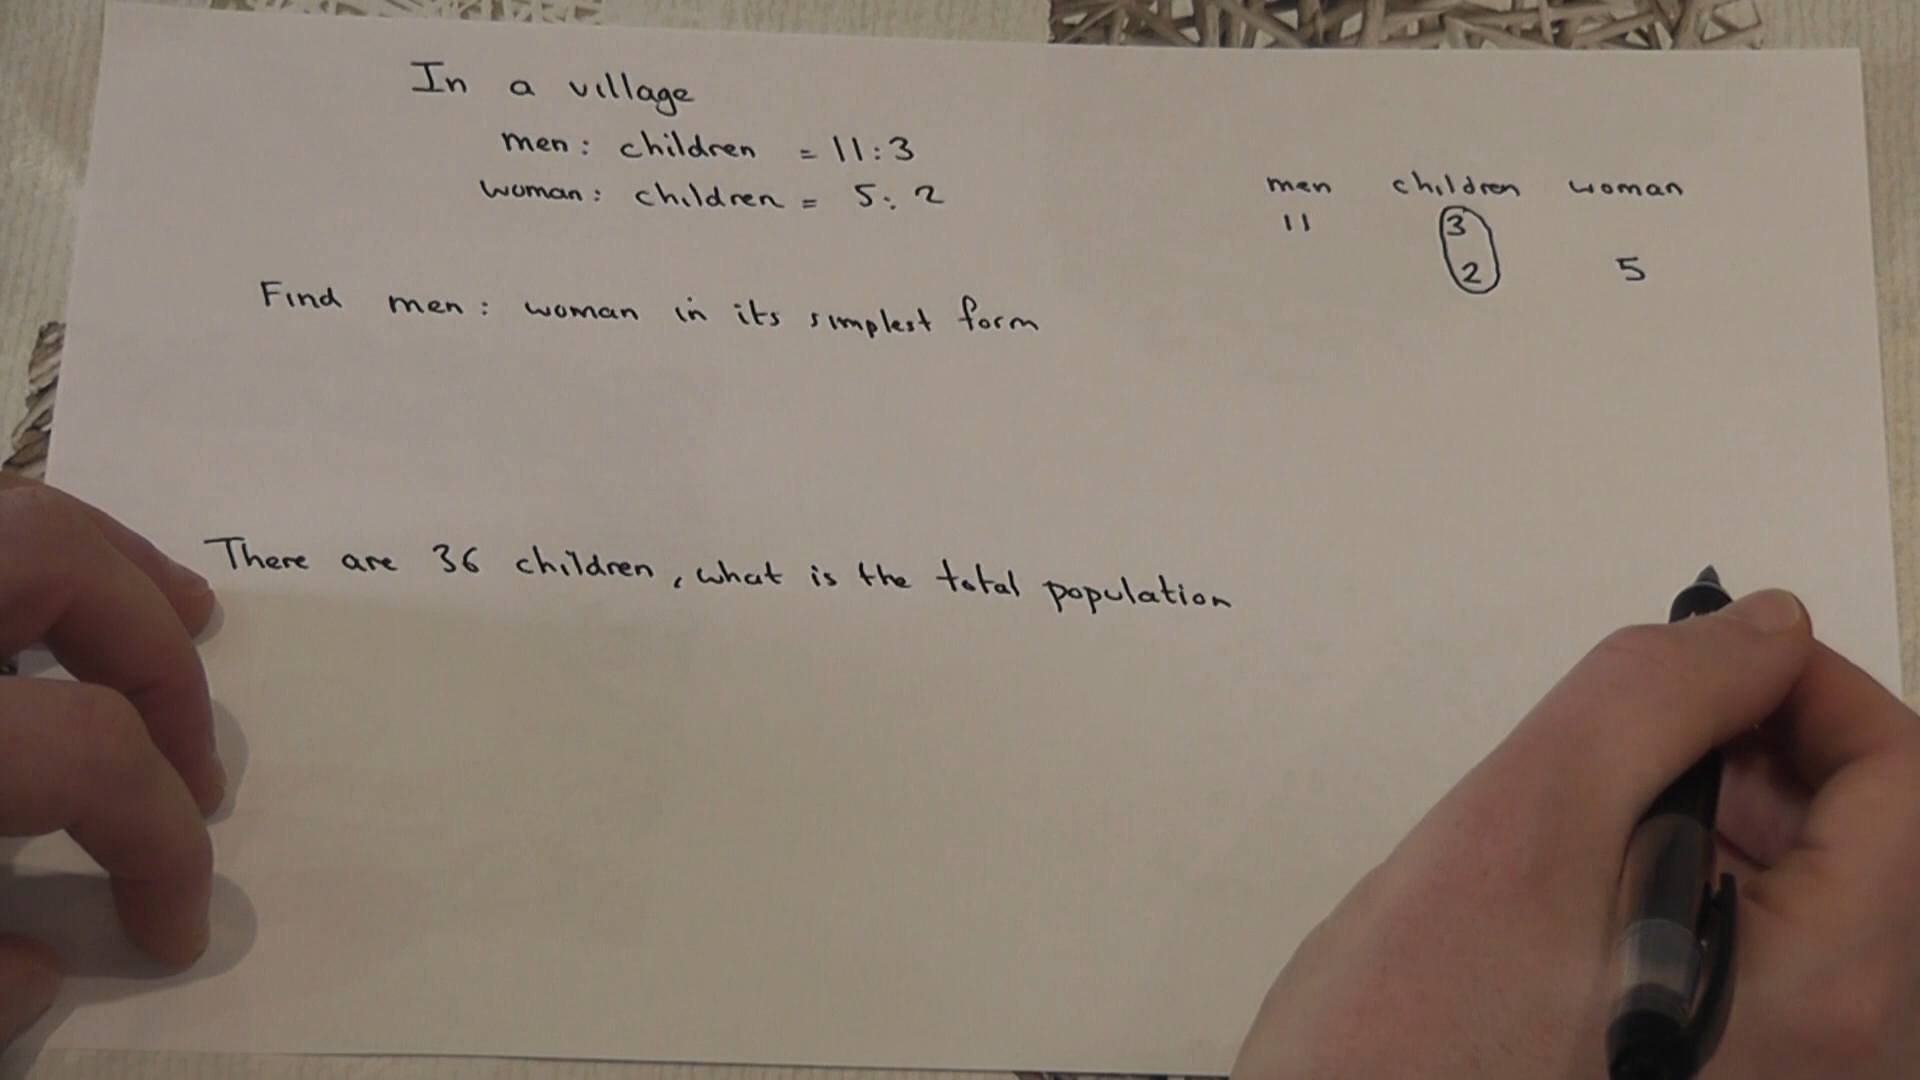 In a village
men: children = 11:3
woman: children = 5:2
Find men: woman in its simplest form
men children woman
11 3
2 5
There are 36 children, what is the total population